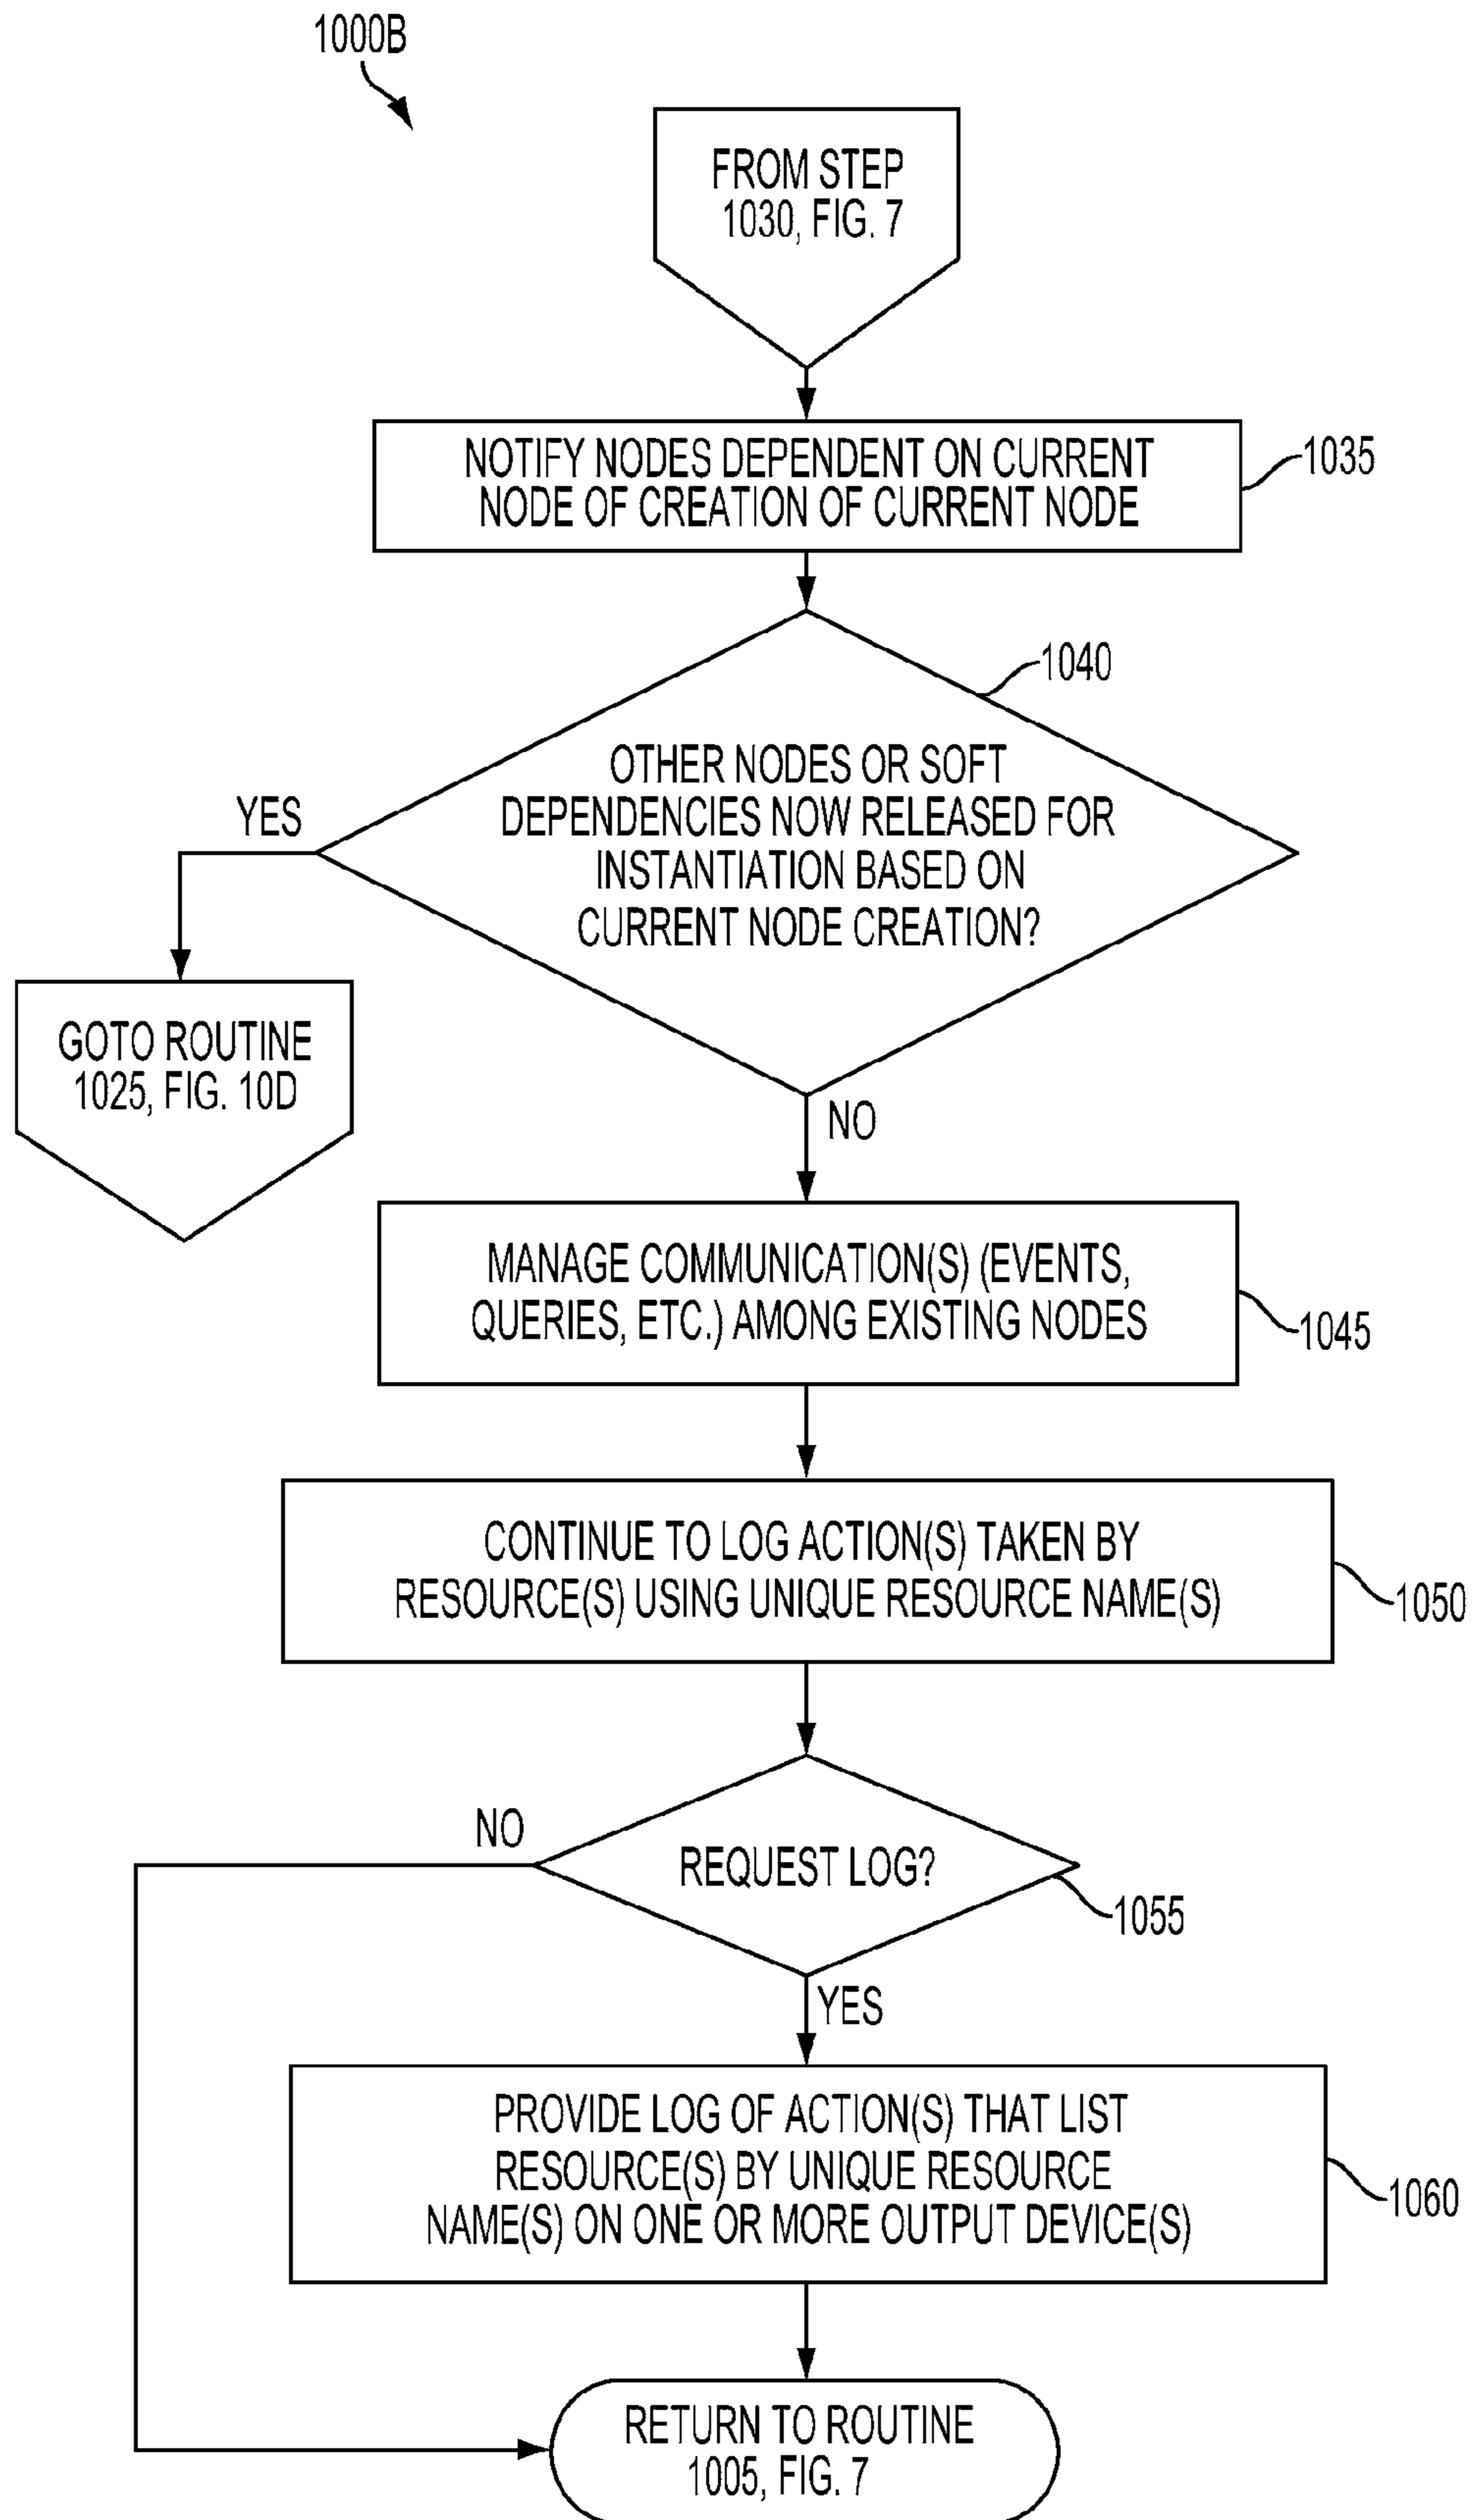 1000B
FROM STEP
1030, FIG. 7
NOTIFY NODES DEPENDENT ON CURRENT
NODE OF CREATION OF CURRENT NODE
1035
1040
OTHER NODES OR SOFT
DEPENDENCIES NOW RELEASED FOR
INSTANTIATION BASED ON
CURRENT NODE CREATION?
YES
GOTO ROUTINE
1025, FIG. 10D
NO
MANAGE COMMUNICATION(S) (EVENTS,
QUERIES, ETC.) AMONG EXISTING NODES
1045
CONTINUE TO LOG ACTION(S) TAKEN BY
RESOURCE(S) USING UNIQUE RESOURCE NAME(S)
1050
NO
REQUEST LOG?
1055
YES
PROVIDE LOG OF ACTION(S) THAT LIST
RESOURCE(S) BY UNIQUE RESOURCE
NAME(S) ON ONE OR MORE OUTPUT DEVICE(S)
1060
RETURN TO ROUTINE
1005, FIG. 7